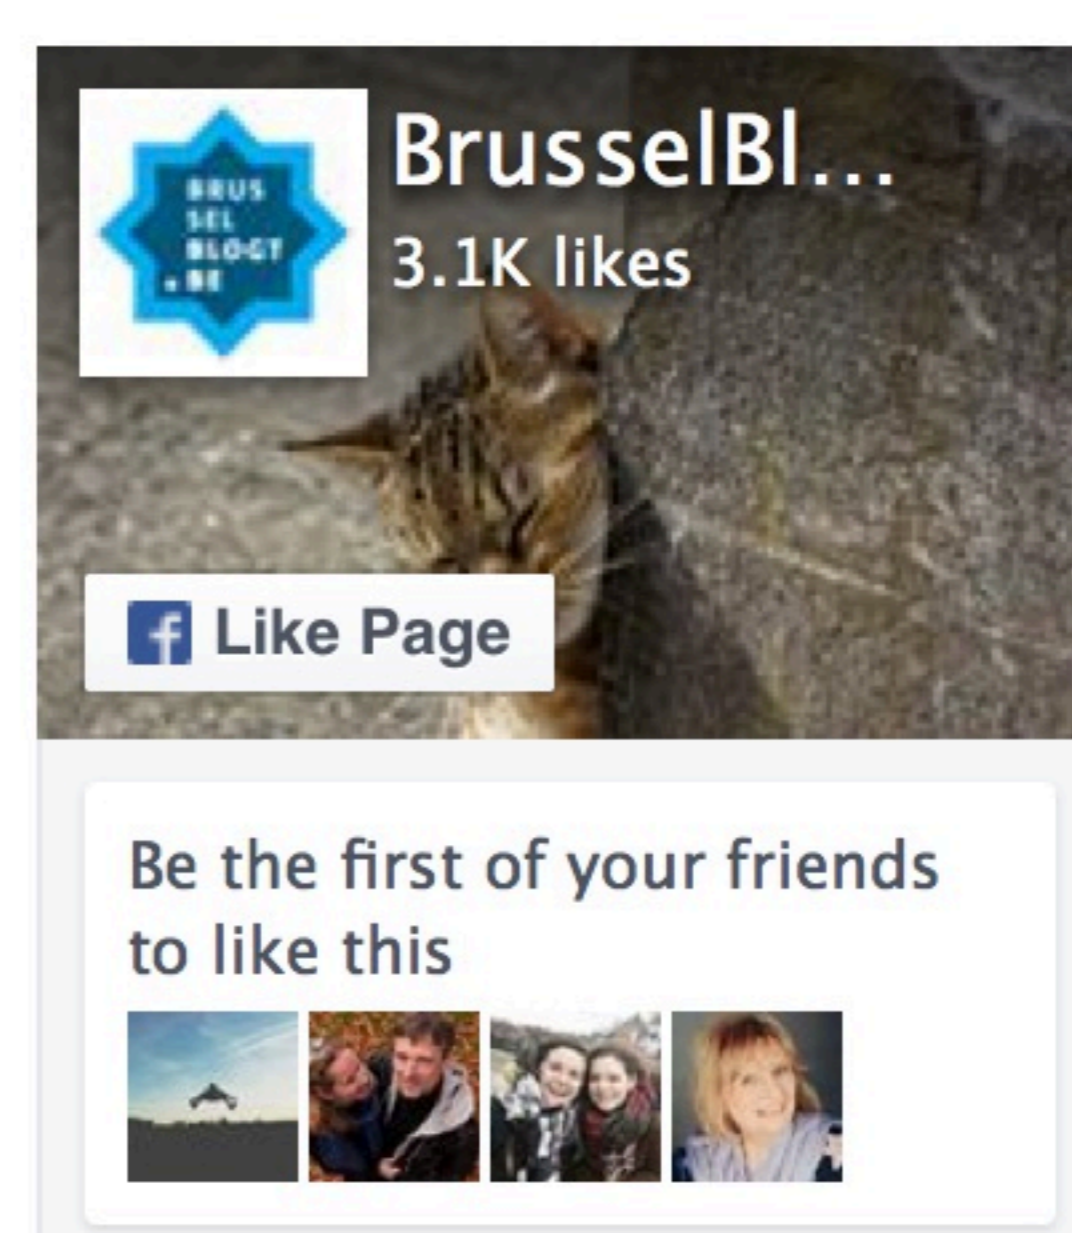 BRUS
SEL
BLOGT
.BE
BrusselBl...
3.1K likes
Like Page
Be the first of your friends
to like this